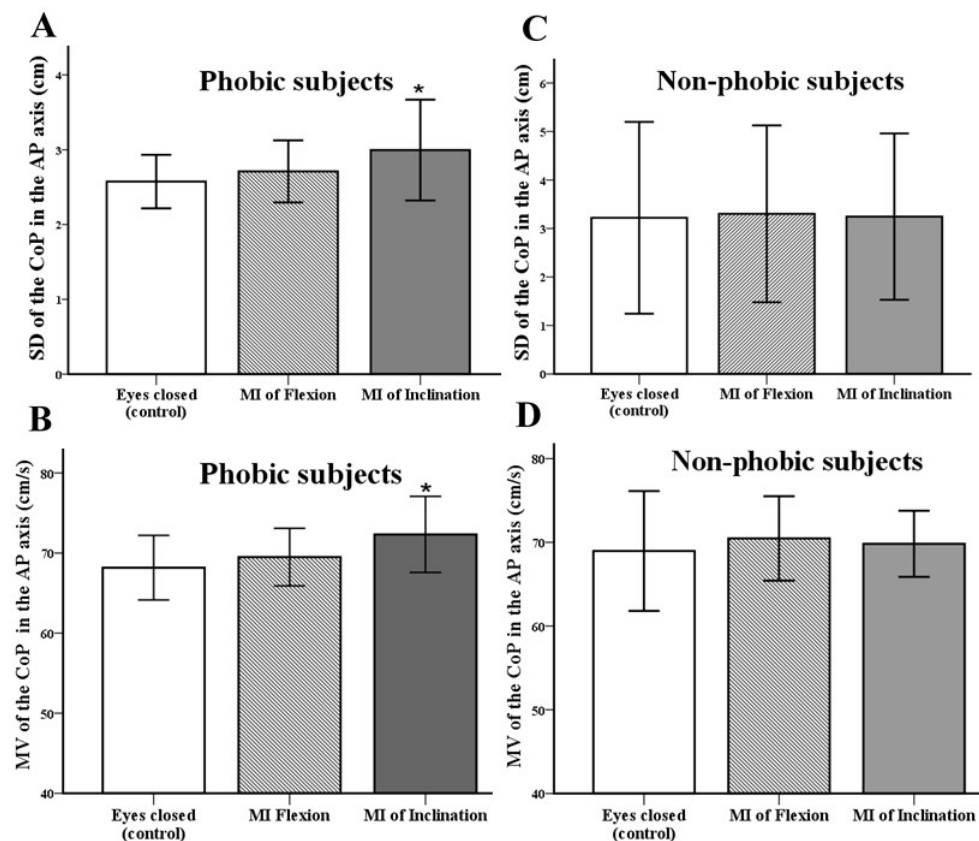 A
Phobic subjects
*
SD of the CoP in the AP axis (cm)
4
3
2
1
0
Eyes closed
(control)
MI of Flexion
MI of Inclination
C
Non-phobic subjects
SD of the CoP in the AP axis (cm)
6
5
4
3
2
1
0
Eyes closed
(control)
MI of Flexion
MI of Inclination
B
Phobic subjects
*
MV of the CoP in the AP axis (cm/s)
80
70
60
50
40
Eyes closed
(control)
MI Flexion
MI of Inclination
D
Non-phobic subjects
MV of the CoP in the AP axis (cm/s)
80
70
60
50
40
Eyes closed
(control)
MI of Flexion
MI of Inclination